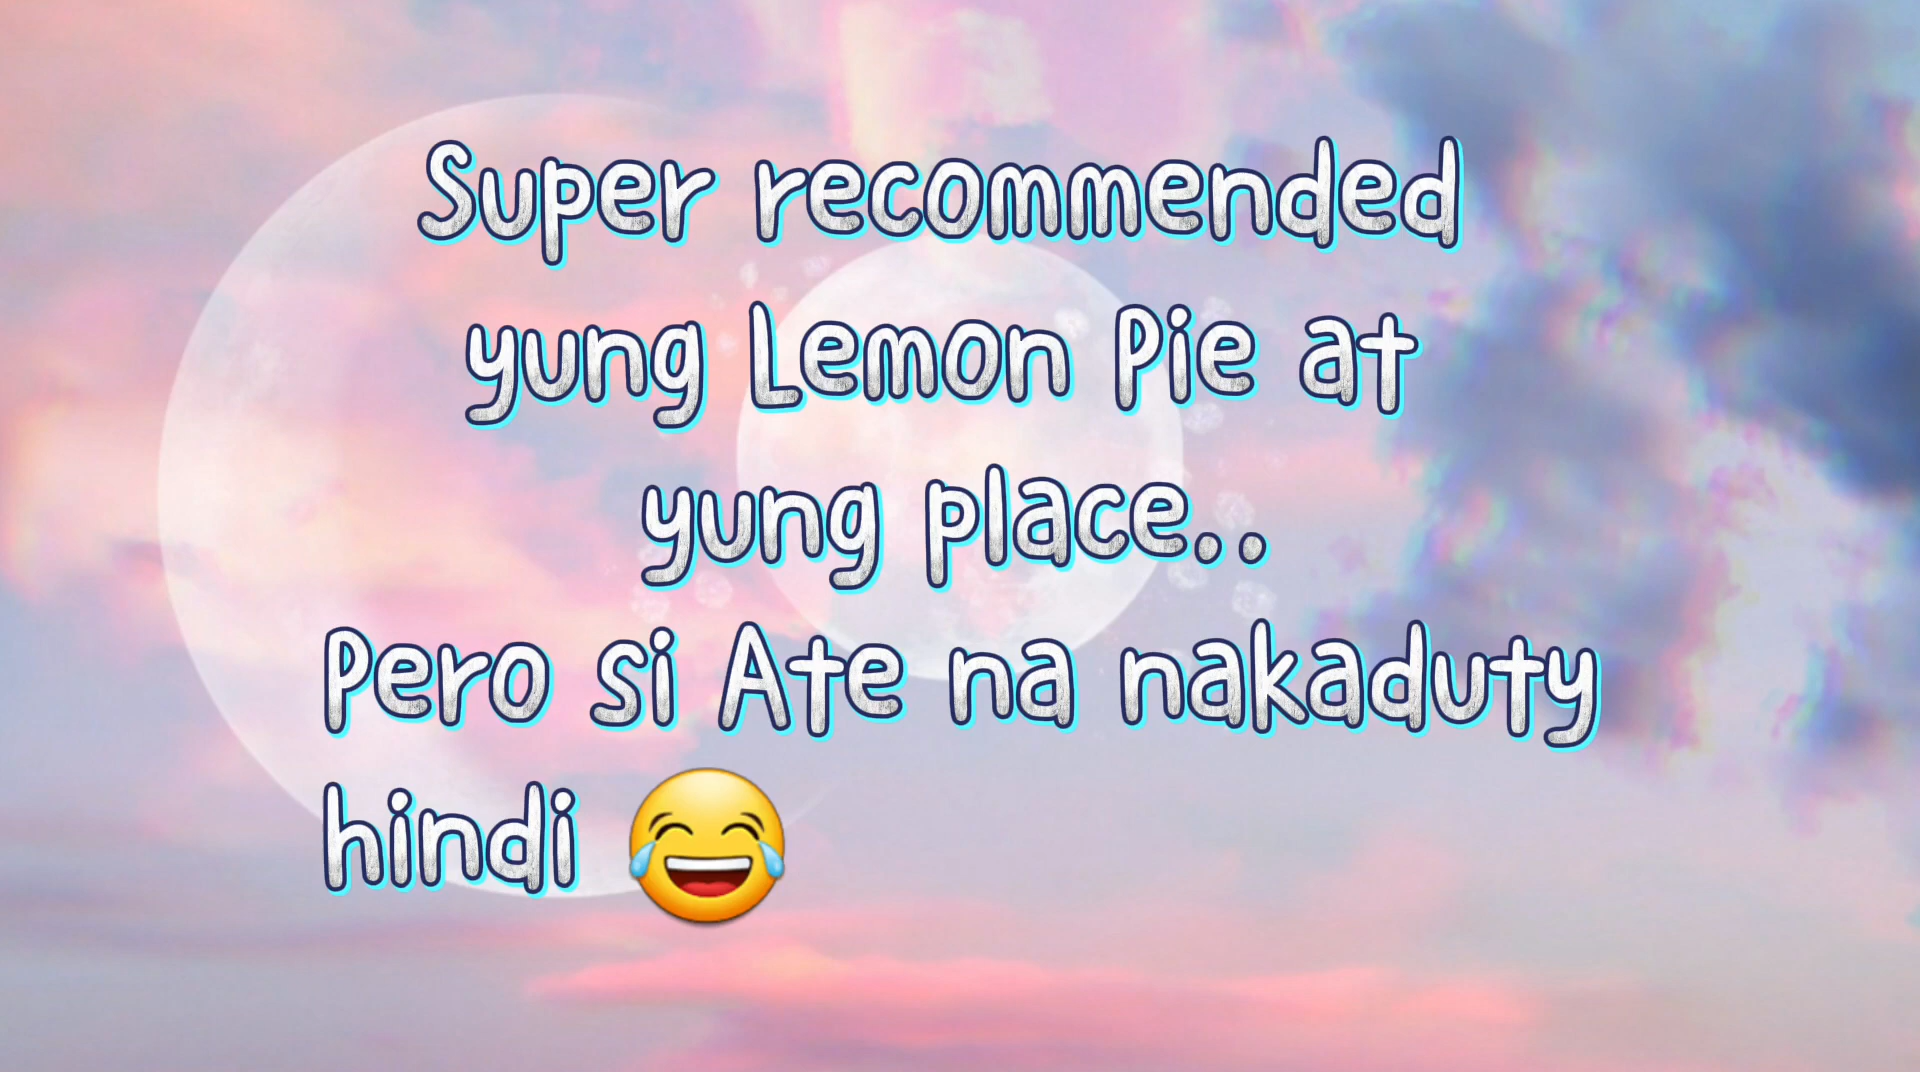 Super recommended
yung Lemon Pie at
yung place..
Pero si Ate na nakaduty
hindi 😂